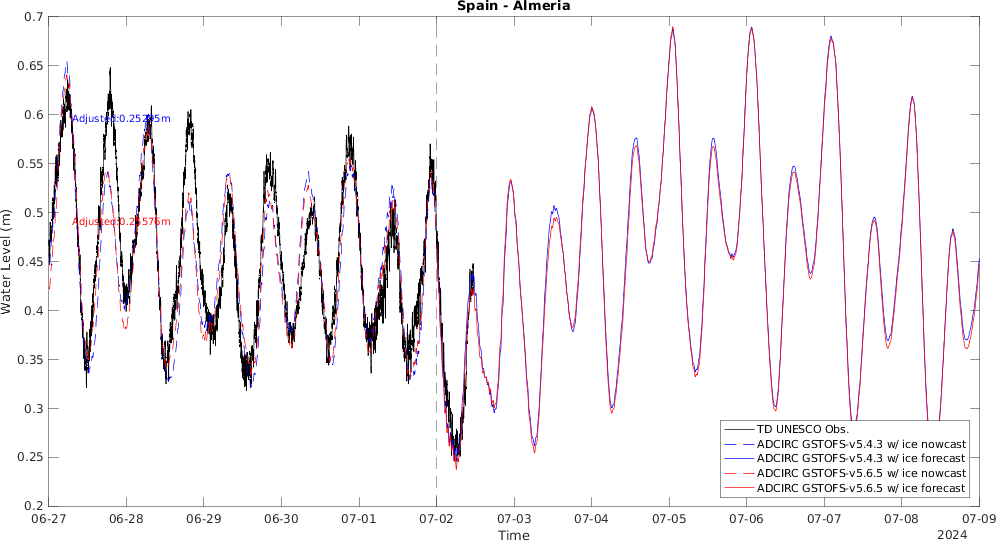 Spain - Almeria
0.7
0.65
0.6
0.55
0.5
0.45
0.4
0.35
0.3
0.25
0.2
Water Level (m)
Adjusted:
Adjusted:
TD UNESCO Obs.
ADCIRC GSTOFS-v5.4.3 w/ ice nowcast
ADCIRC GSTOFS-v5.4.3 w/ ice forecast
ADCIRC GSTOFS-v5.6.5 w/ ice nowcast
ADCIRC GSTOFS-v5.6.5 w/ ice forecast
06-27 06-28 06-29 06-30 07-01 07-02 07-03 07-04 07-05 07-06 07-07 07-08 07-09
Time
2024